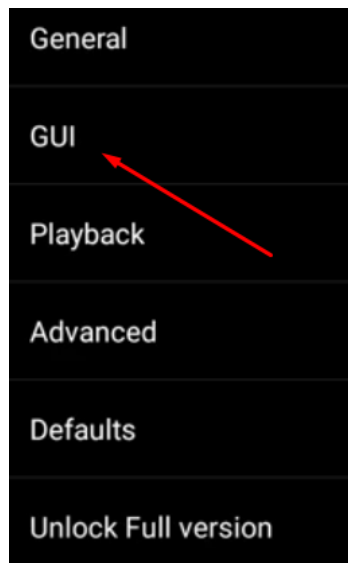 General
GUI
Playback
Advanced
Defaults
Unlock Full version